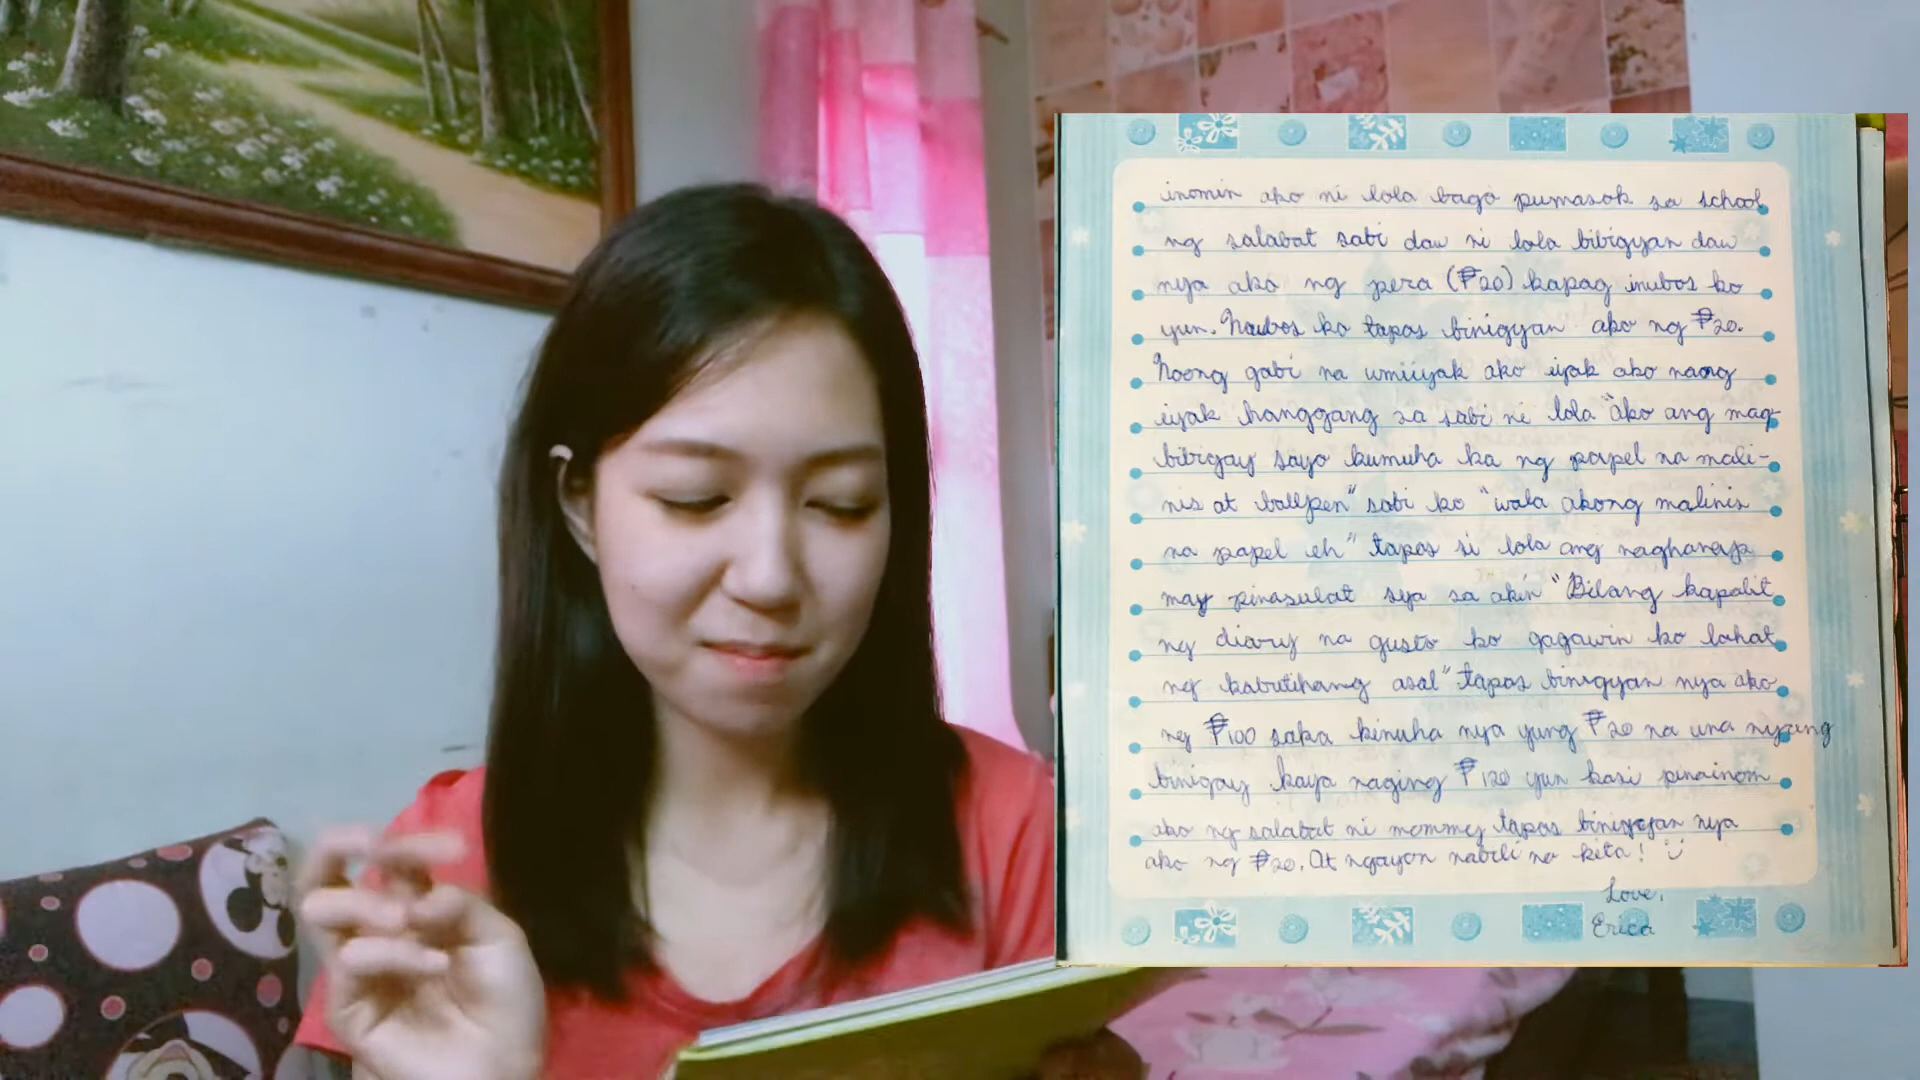 inomin ako ni lola bago pumasok sa school
ng salabat sabi daw ni lola bibigyan daw
nya ako ng pera (₱20) kapag inubos ko
yun. Naubos ko tapos binigyan ako ng ₱20.
Noong gabi na umiiyak ako iyak ako naang
iyak hanggang sa sabi ni lola "ako ang mag-
bibigay sayo kumuha ka ng papel na mali-
nis at ballpen" sabi ko "wala akong malinis
na papel eh" tapos si lola ang naghanap
may pinasulat sya sa akin "Bilang kapalit
ng diary na gusto ko gagawin ko lahat
ng kabutihang asal" tapos binigyan nya ako
ng ₱100 saka kinuha nya yung ₱20 na una nyang
binigay kaya naging ₱120 yun kasi pinainom
ako ng salabat ni mommy tapos binigyan nya
ako ng ₱20. At ngayon nabili na kita! :)
Love,
Erica